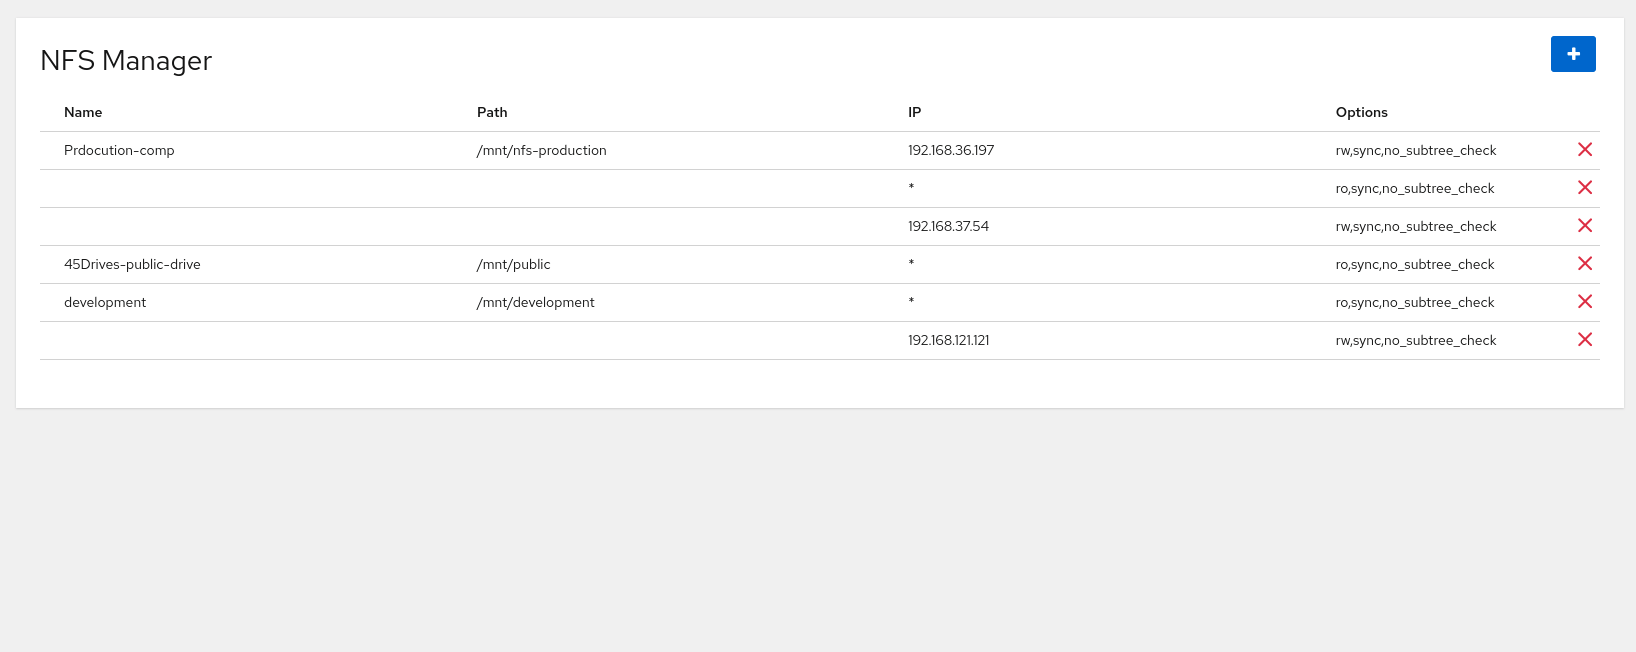 NFS Manager
Name Path IP Options
Prdocution-comp /mnt/nfs-production 192.168.36.197 rw,sync,no_subtree_check
* ro,sync,no_subtree_check
192.168.37.54 rw,sync,no_subtree_check
45Drives-public-drive /mnt/public * ro,sync,no_subtree_check
development /mnt/development * ro,sync,no_subtree_check
192.168.121.121 rw,sync,no_subtree_check